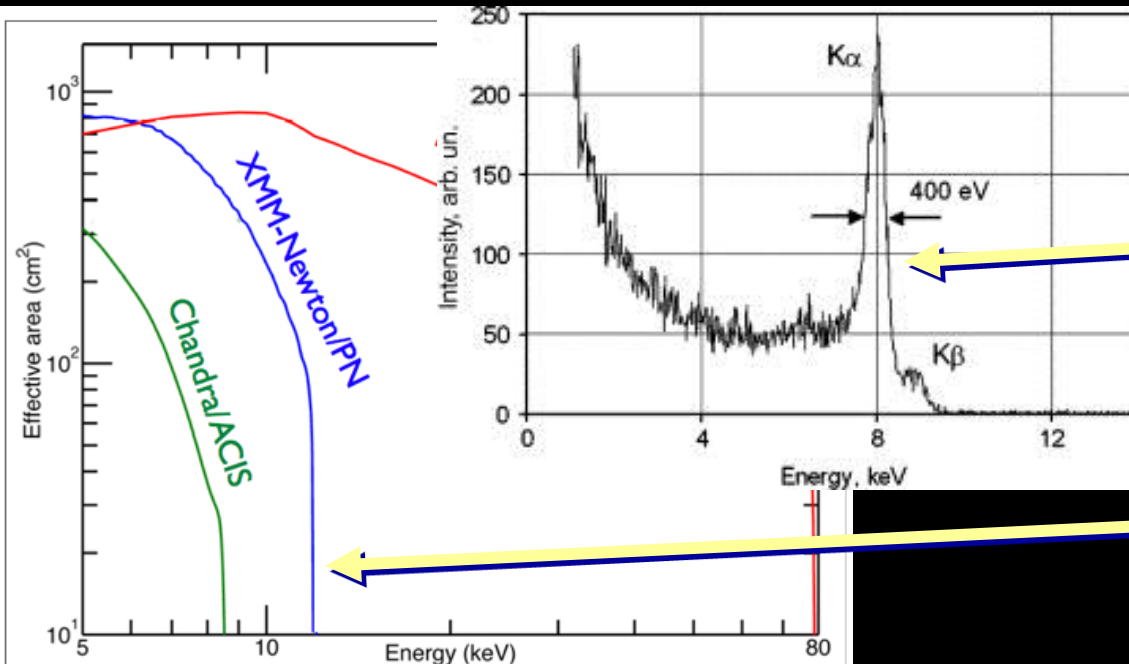 10³
10²
10¹
Effective area (cm²)
XMM-Newton/PN
Chandra/ACIS
5
10
Energy (keV)
80
250
200
150
100
50
0
Intensity, arb. un.
Kα
400 eV
Kβ
0
4
8
12
Energy, keV